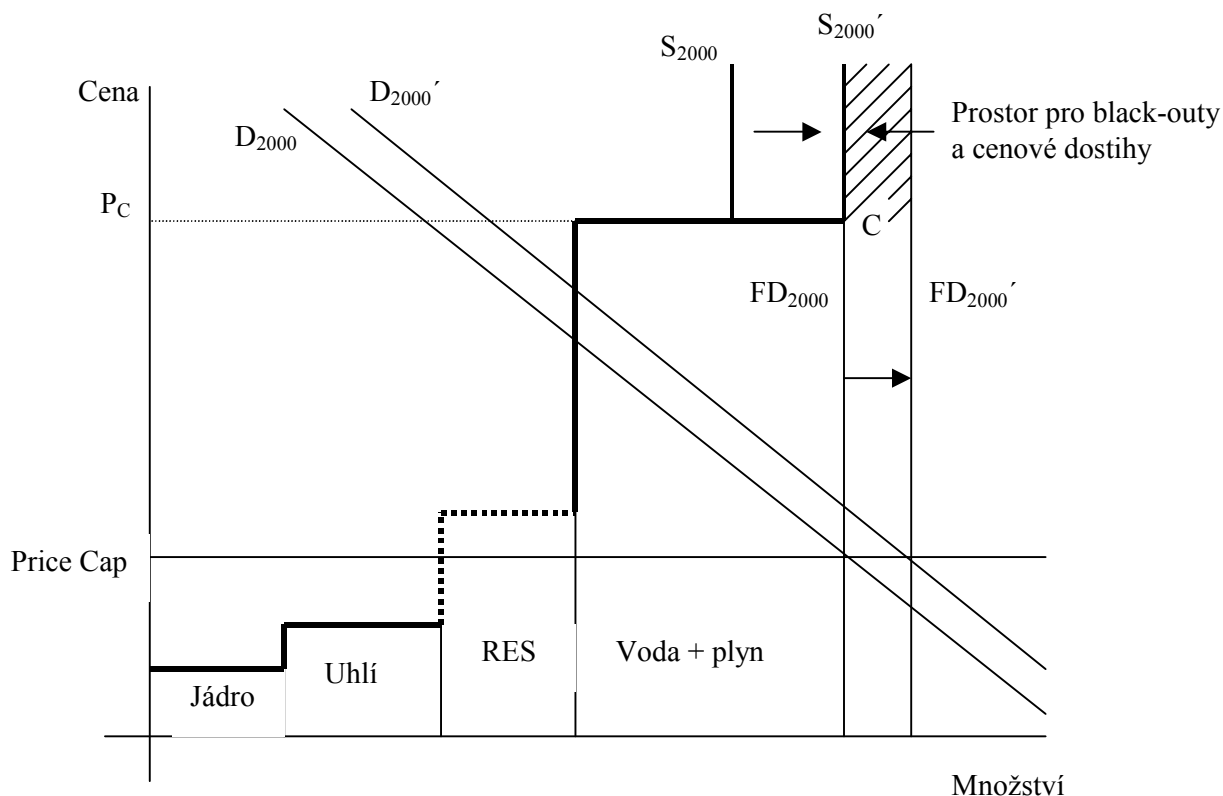 S₂₀₀₀
S₂₀₀₀´
Cena
D₂₀₀₀´
D₂₀₀₀
Prostor pro black-outy
a cenové dostihy
P_C
C
FD₂₀₀₀
FD₂₀₀₀´
Price Cap
RES
Voda + plyn
Uhlí
Jádro
Množství